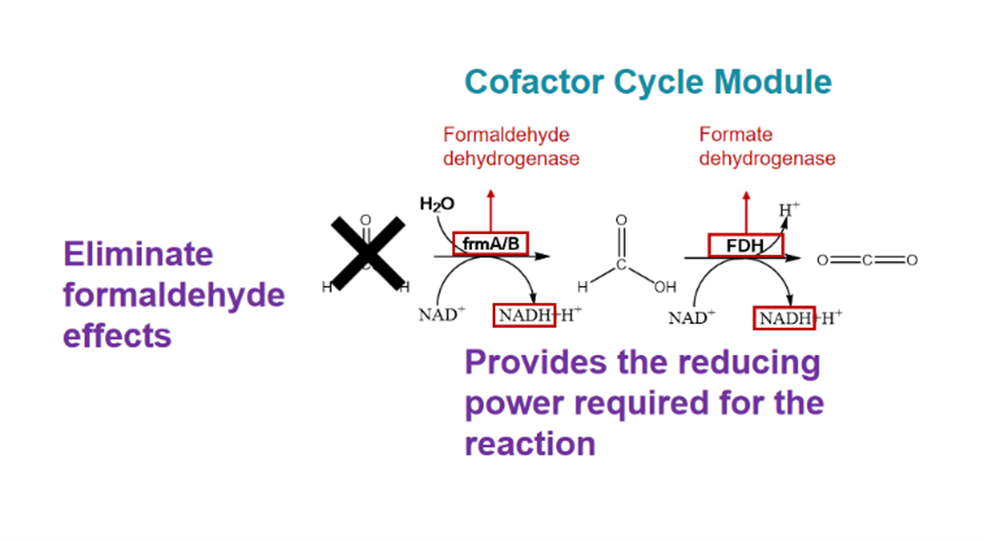 Cofactor Cycle Module
Formaldehyde
dehydrogenase
Formate
dehydrogenase
Eliminate
formaldehyde
effects
O
H
H
H₂O
frmA/B
NAD⁺
NADH+H⁺
O
C
H
OH
FDH
H⁺
NAD⁺
NADH+H⁺
O=C=O
Provides the reducing
power required for the
reaction